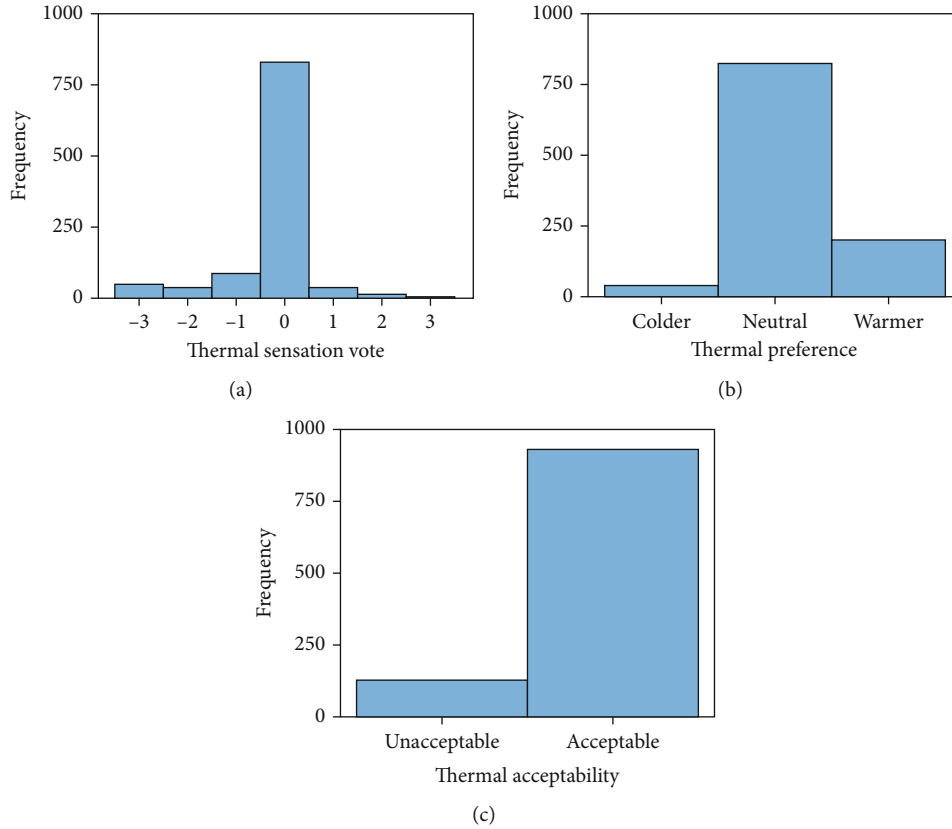 1000
750
500
250
0
Frequency
–3 –2 –1 0 1 2 3
Thermal sensation vote
(a)
1000
750
500
250
0
Frequency
Colder Neutral Warmer
Thermal preference
(b)
1000
750
500
250
0
Frequency
Unacceptable Acceptable
Thermal acceptability
(c)